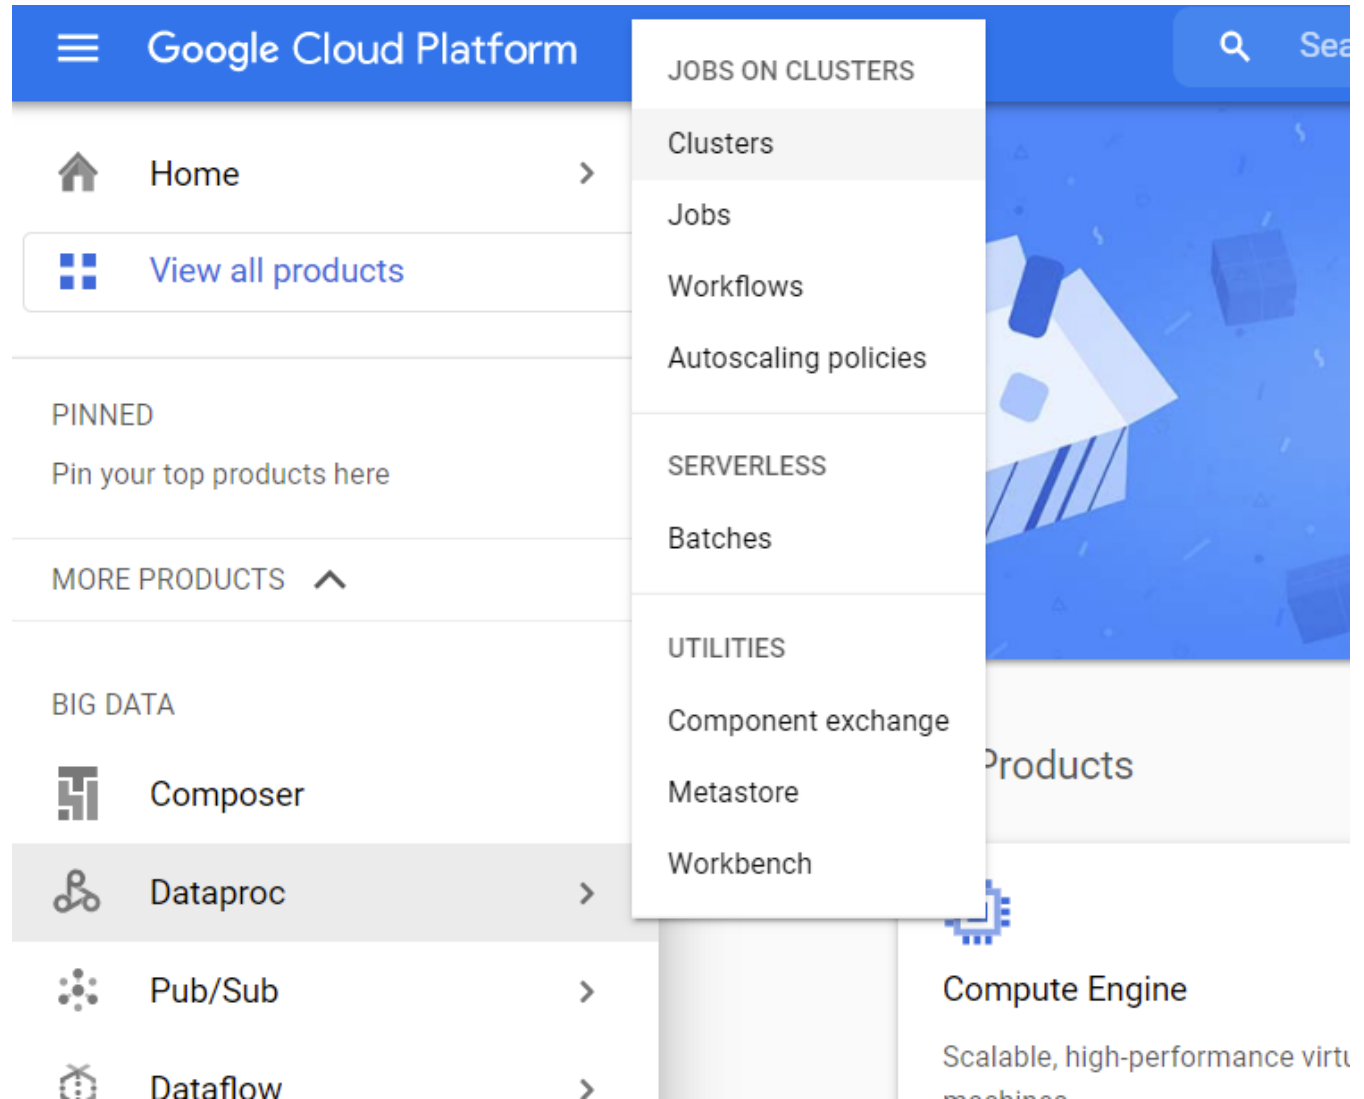 Google Cloud Platform
Home
View all products
PINNED
Pin your top products here
MORE PRODUCTS
BIG DATA
Composer
Dataproc
Pub/Sub
Dataflow
JOBS ON CLUSTERS
Clusters
Jobs
Workflows
Autoscaling policies
SERVERLESS
Batches
UTILITIES
Component exchange
Metastore
Workbench
Sea
Products
Compute Engine
Scalable, high-performance virtu